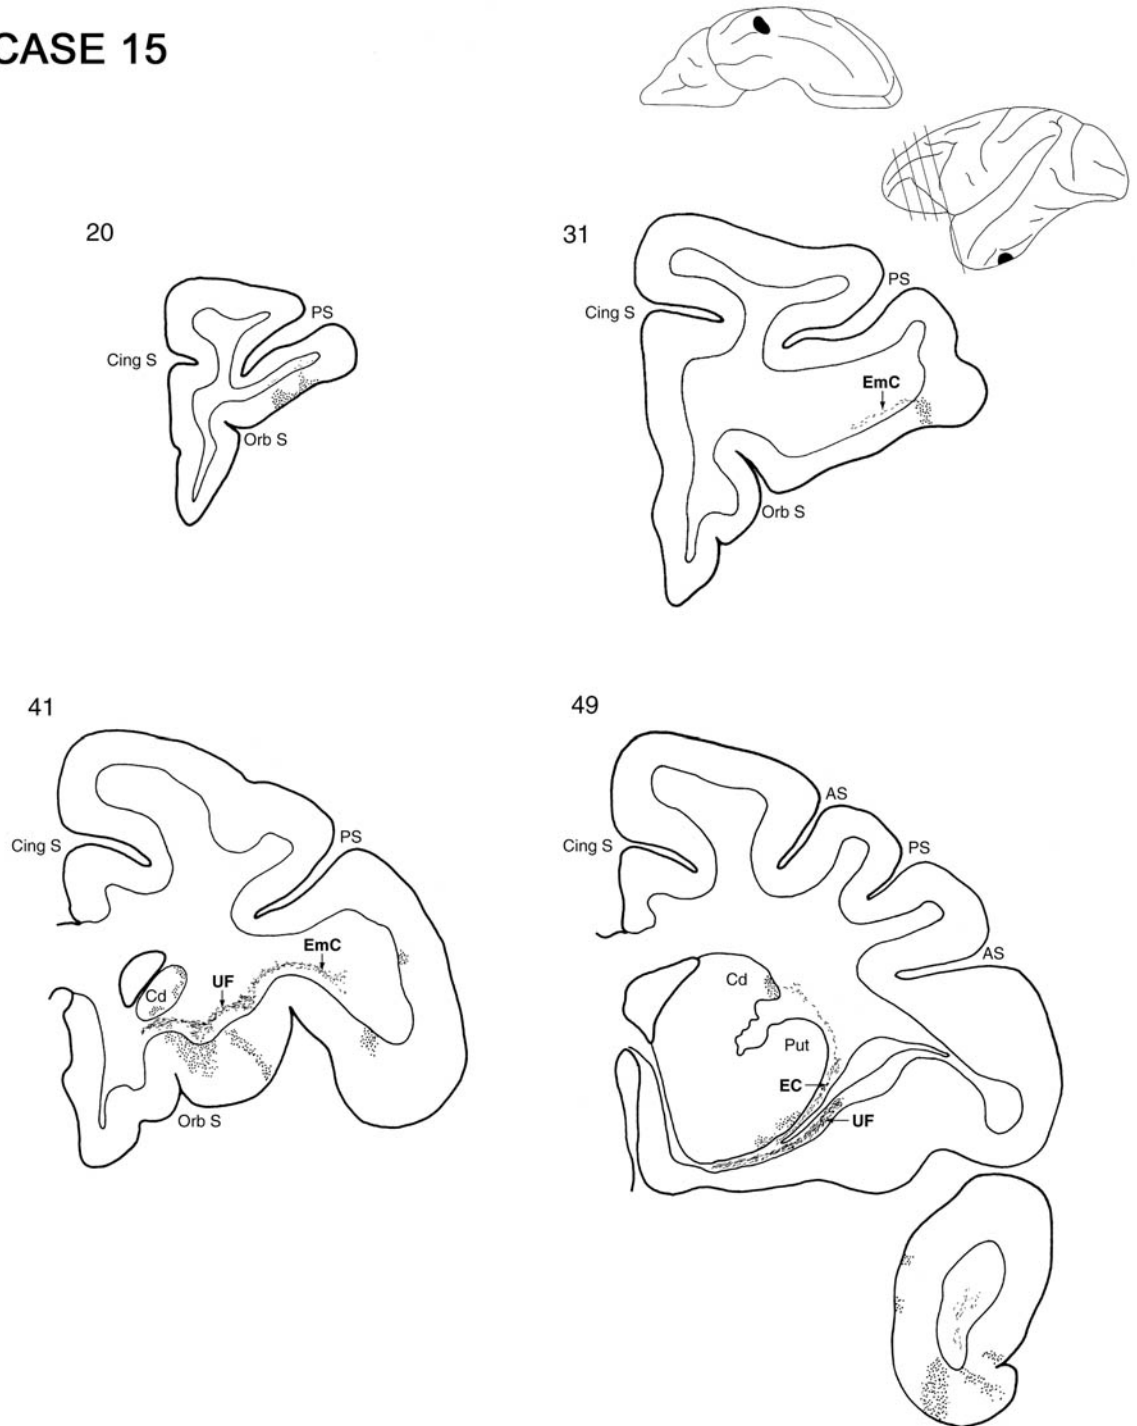 CASE 15
20
PS
Cing S
Orb S
31
PS
Cing S
EmC
Orb S
41
PS
Cing S
EmC
UF
Cd
Orb S
49
AS
Cing S
PS
AS
Cd
Put
EC
UF